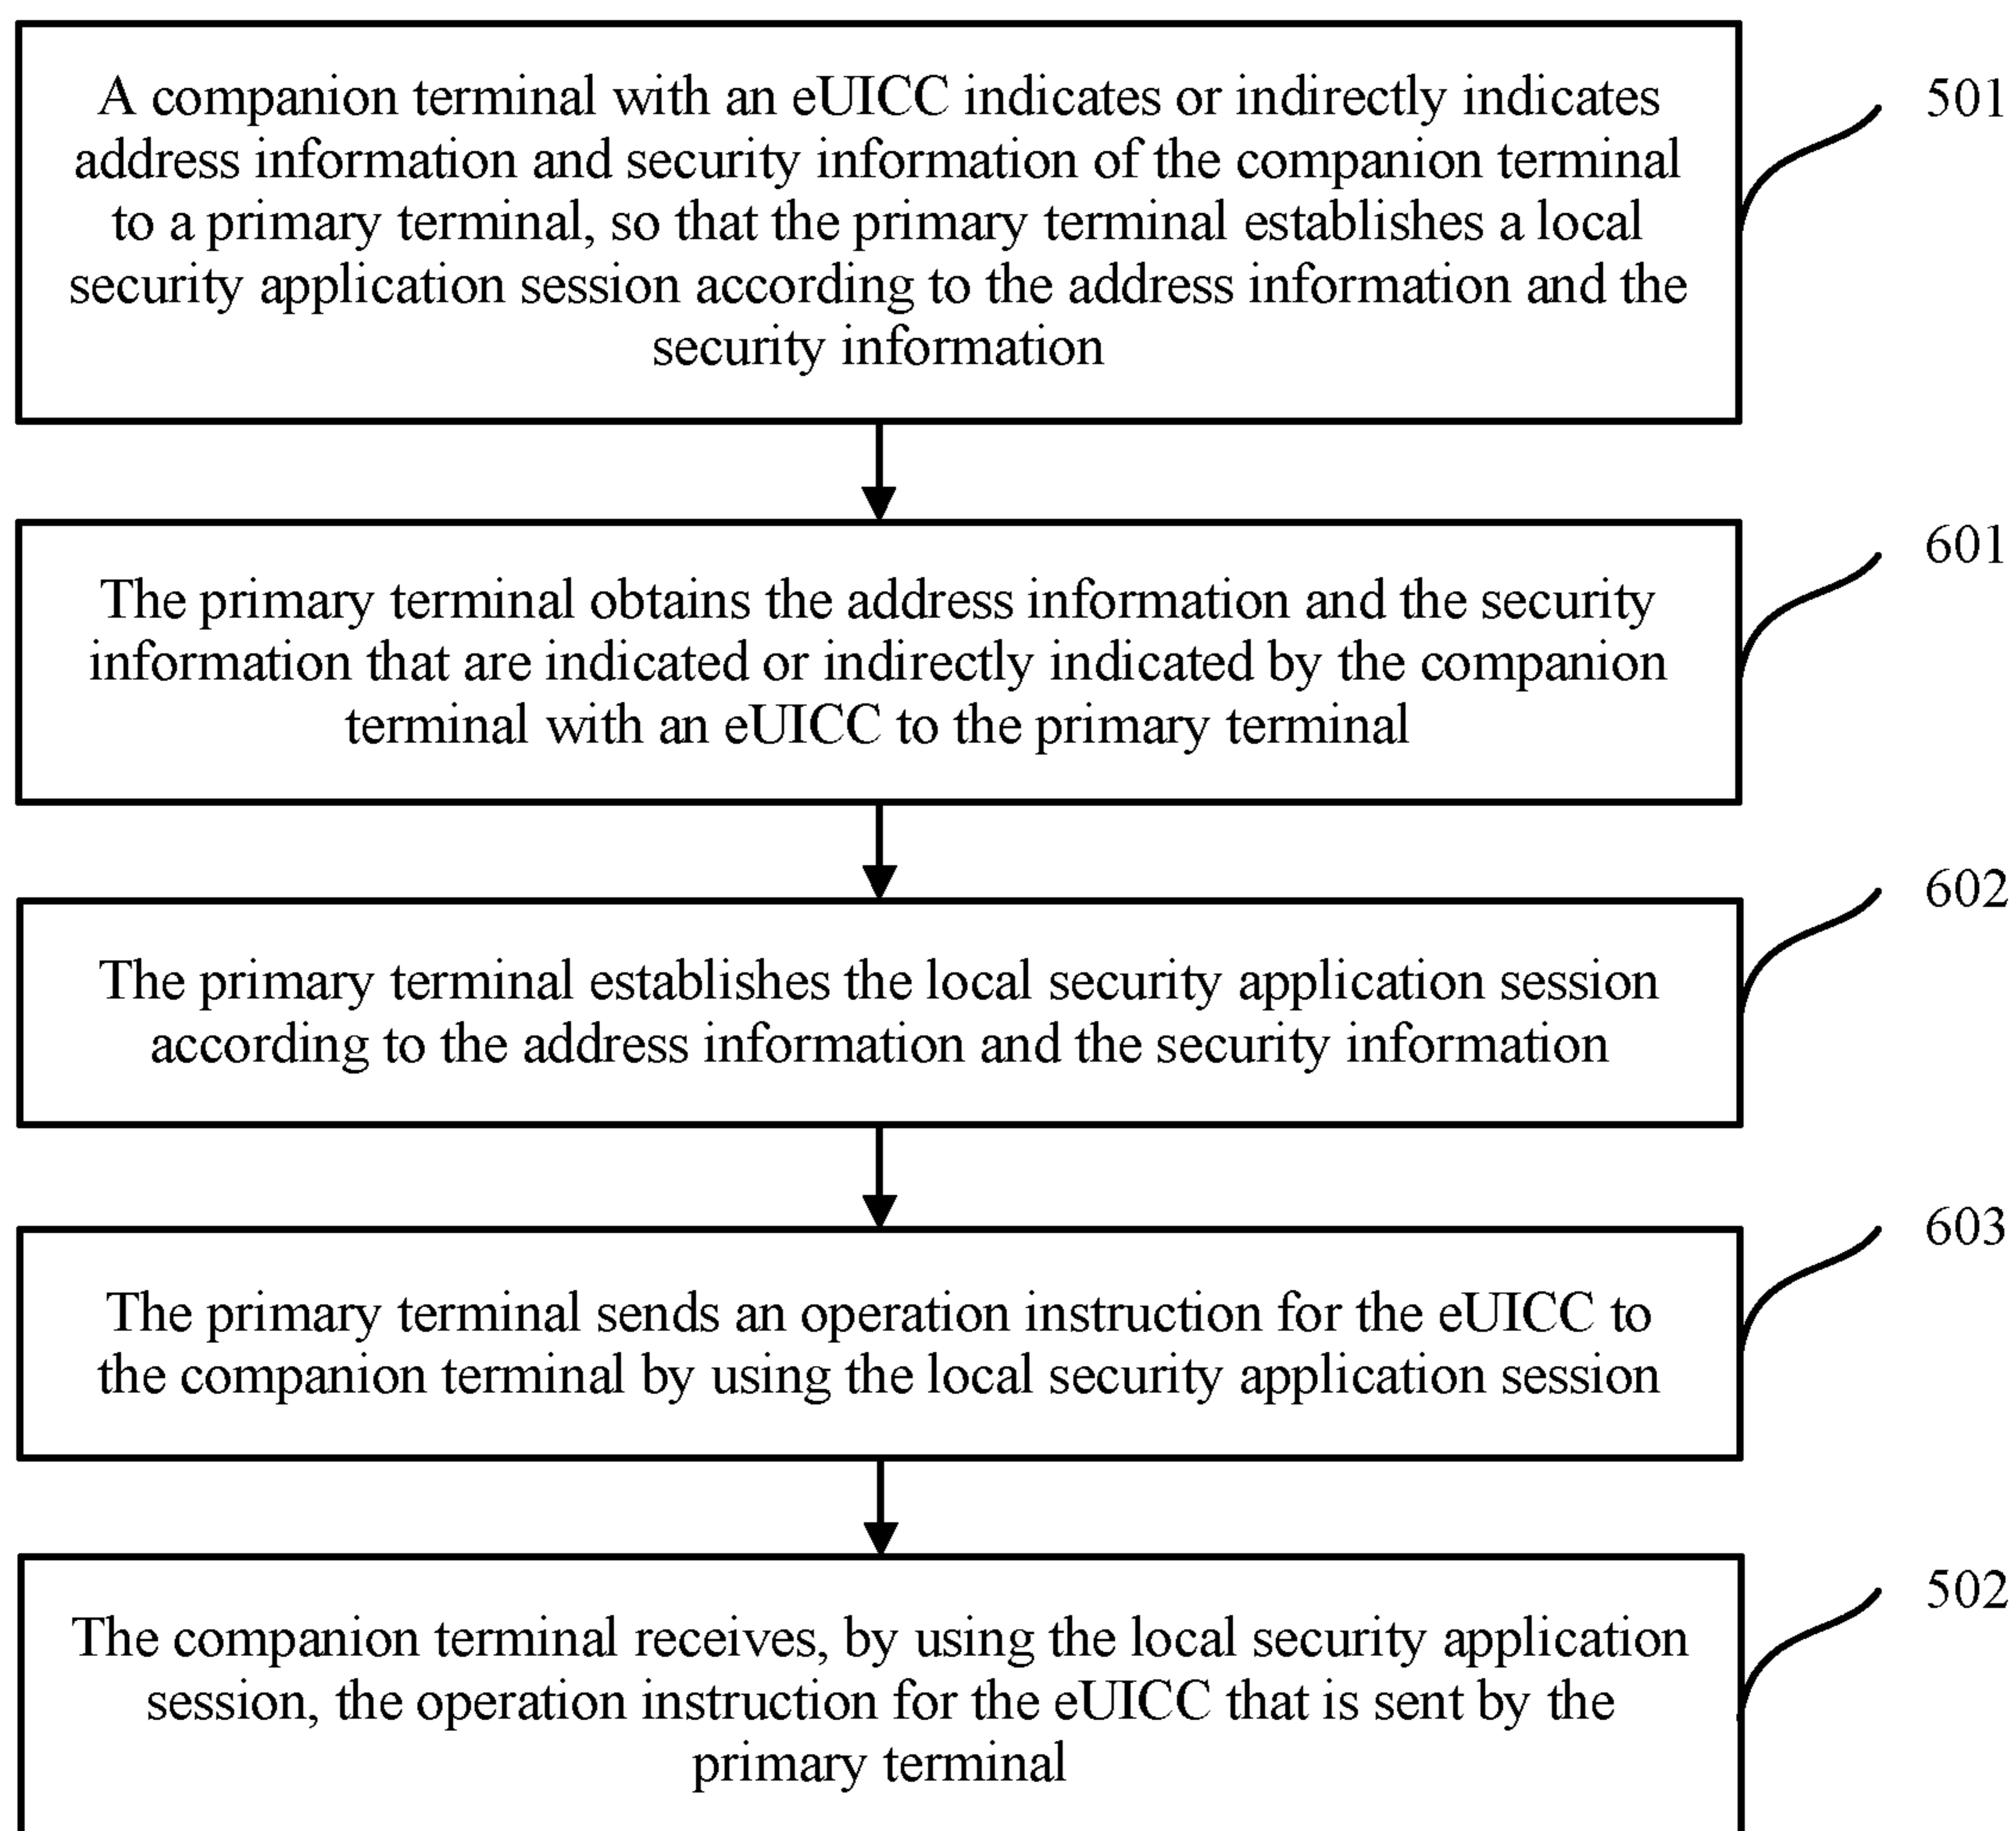 A companion terminal with an eUICC indicates or indirectly indicates
address information and security information of the companion terminal
to a primary terminal, so that the primary terminal establishes a local
security application session according to the address information and the
security information
501
The primary terminal obtains the address information and the security
information that are indicated or indirectly indicated by the companion
terminal with an eUICC to the primary terminal
601
The primary terminal establishes the local security application session
according to the address information and the security information
602
The primary terminal sends an operation instruction for the eUICC to
the companion terminal by using the local security application session
603
The companion terminal receives, by using the local security application
session, the operation instruction for the eUICC that is sent by the
primary terminal
502